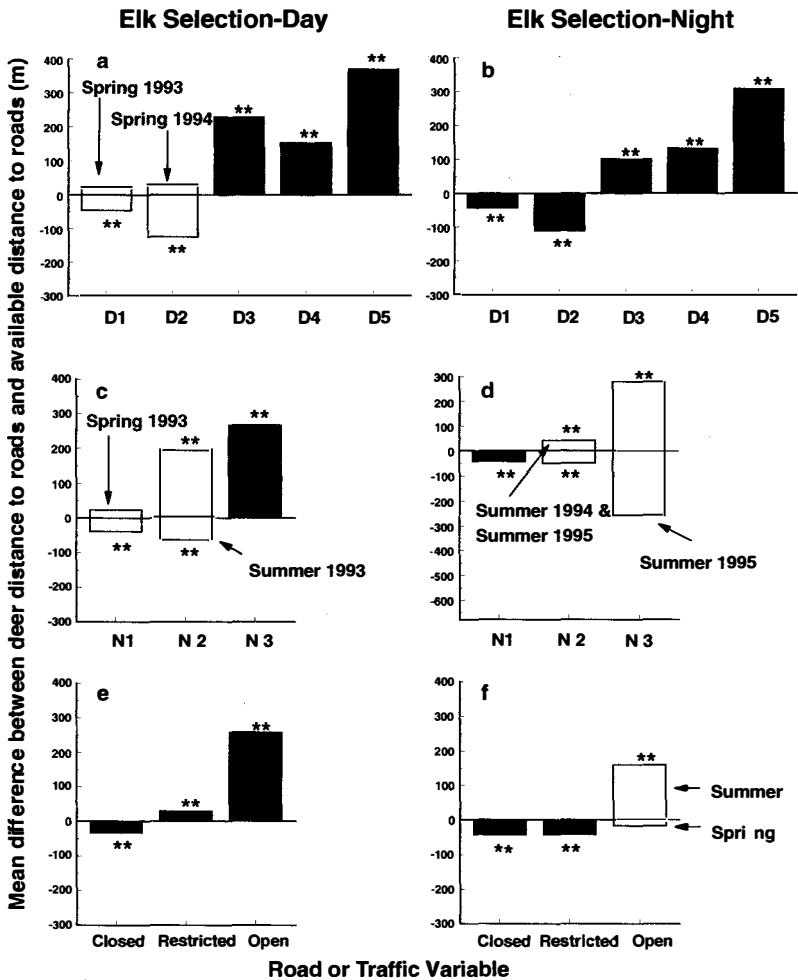 Elk Selection-Day
Elk Selection-Night
Mean difference between deer distance to roads and available distance to roads (m)
a
400
300
200
100
0
-100
-200
-300
Spring 1993
Spring 1994
**
**
**
**
**
D1 D2 D3 D4 D5
b
400
300
200
100
0
-100
-200
-300
**
**
**
**
**
D1 D2 D3 D4 D5
c
400
300
200
100
0
-100
-200
-300
Spring 1993
**
**
**
**
Summer 1993
N1 N 2 N 3
d
300
200
100
0
-100
-200
-300
-400
-500
-600
**
**
**
**
Summer 1994 &
Summer 1995
Summer 1995
N1 N 2 N 3
e
400
300
200
100
0
-100
-200
-300
**
**
**
Closed Restricted Open
f
400
300
200
100
0
-100
-200
-300
**
**
**
Summer
Spri ng
Closed Restricted Open
Road or Traffic Variable